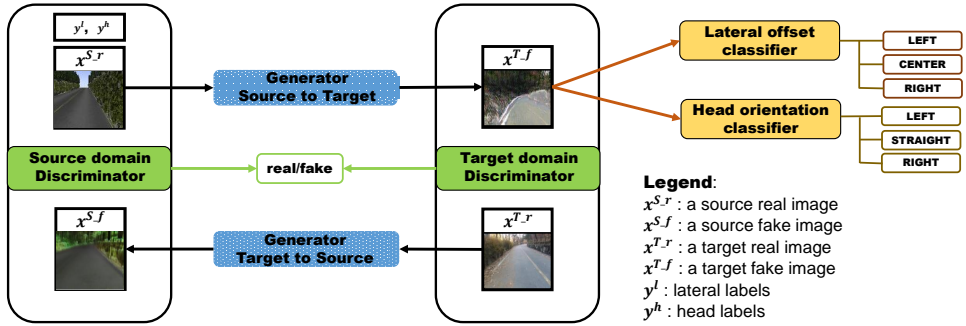 y^l, y^h
x^{S_r}
Generator
Source to Target
x^{T_f}
Lateral offset
classifier
LEFT
CENTER
RIGHT
Head orientation
classifier
LEFT
STRAIGHT
RIGHT
Source domain
Discriminator
real/fake
Target domain
Discriminator
x^{S_f}
Generator
Target to Source
x^{T_r}
Legend:
x^{S_r} : a source real image
x^{S_f} : a source fake image
x^{T_r} : a target real image
x^{T_f} : a target fake image
y^l : lateral labels
y^h : head labels